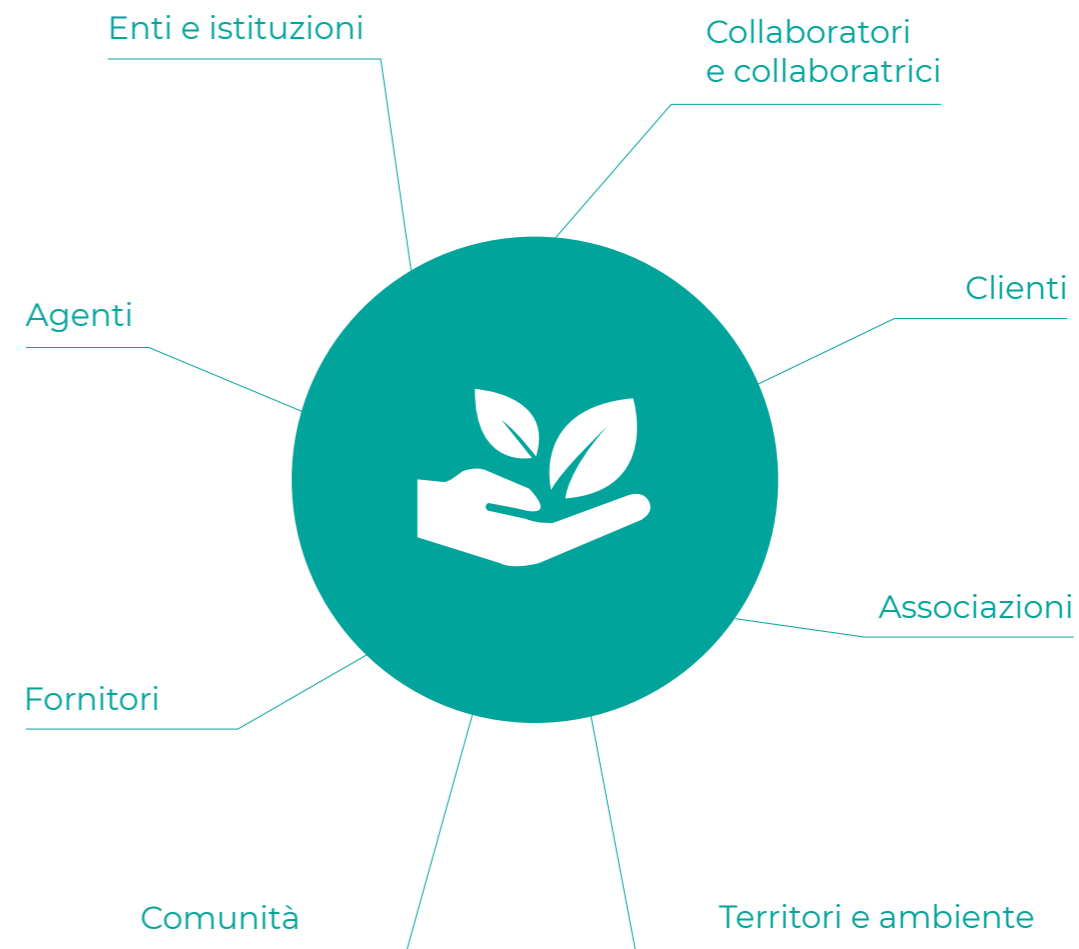 Enti e istituzioni
Collaboratori
e collaboratrici
Clienti
Agenti
Associazioni
Fornitori
Comunità
Territori e ambiente